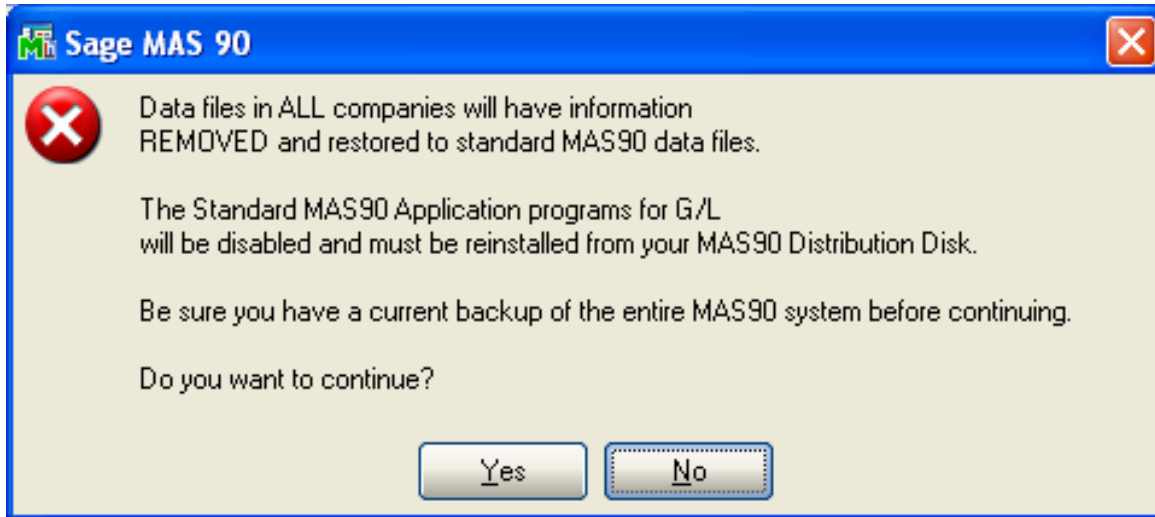 Sage MAS 90
Data files in ALL companies will have information
REMOVED and restored to standard MAS90 data files.
The Standard MAS90 Application programs for G/L
will be disabled and must be reinstalled from your MAS90 Distribution Disk.
Be sure you have a current backup of the entire MAS90 system before continuing.
Do you want to continue?
Yes
No